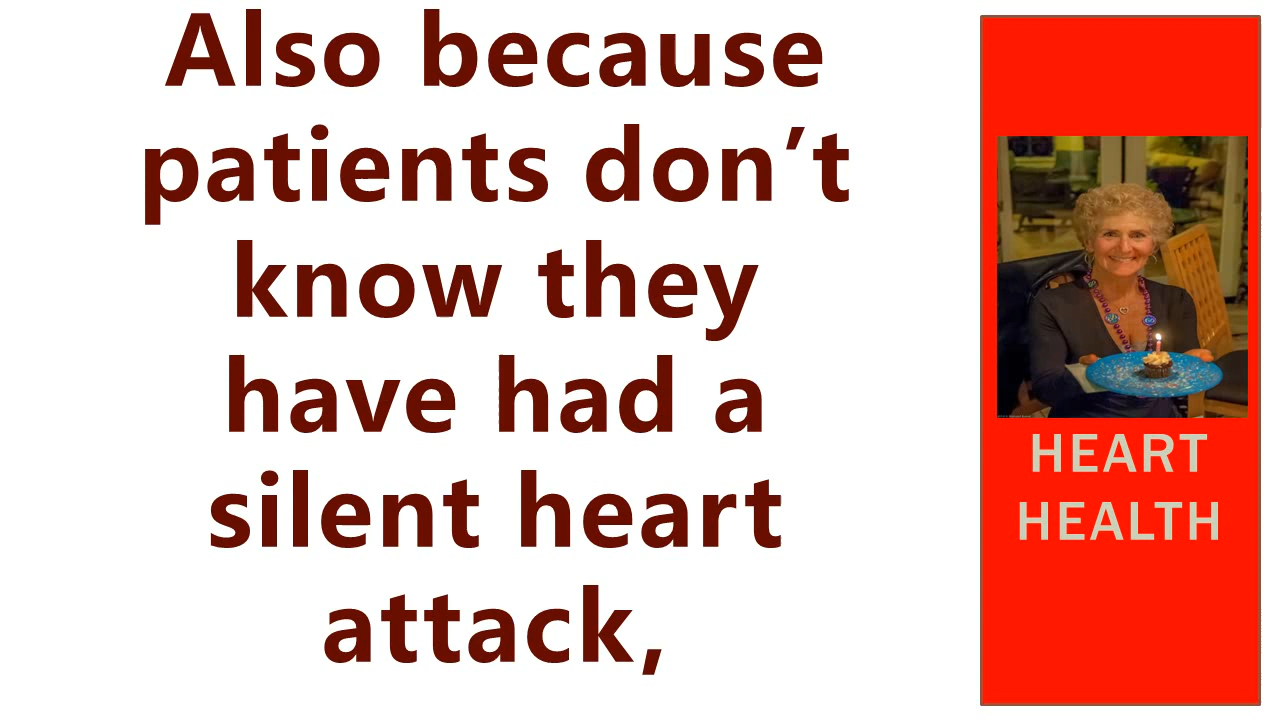 Also because
patients don’t
know they
have had a
silent heart
attack,
HEART
HEALTH